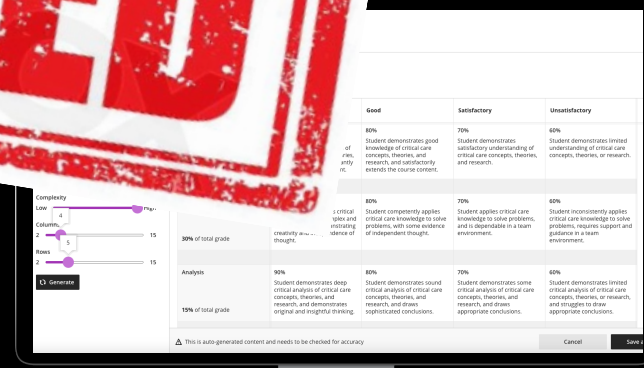 ED
Good
Satisfactory
Unsatisfactory
80%
70%
60%
of
Student demonstrates good
knowledge of critical care
concepts, theories, and
research, and satisfactorily
extends the course content.
Student demonstrates
satisfactory understanding of
critical care concepts, theories,
and research.
Student demonstrates limited
understanding of critical care
concepts, theories, or research.
Complexity
Low
4
Columns
2
15
5
Rows
2
15
Generate
30% of total grade
critical
creativity and
thought.
80%
Student competently applies
critical care knowledge to solve
problems, with some evidence
of independent thought.
70%
Student applies critical care
knowledge to solve problems,
and is dependable in a team
environment.
60%
Student inconsistently applies
critical care knowledge to solve
problems, requires support and
guidance in a team
environment.
Analysis
15% of total grade
90%
Student demonstrates deep
critical analysis of critical care
concepts, theories, and
research, and demonstrates
original and insightful thinking.
80%
Student demonstrates sound
critical analysis of critical care
concepts, theories, and
research, and draws
sophisticated conclusions.
70%
Student demonstrates some
critical analysis of critical care
concepts, theories, and
research, and draws
appropriate conclusions.
60%
Student demonstrates limited
critical analysis of critical care
concepts, theories, or research,
and struggles to draw
appropriate conclusions.
This is auto-generated content and needs to be checked for accuracy
Cancel
Save